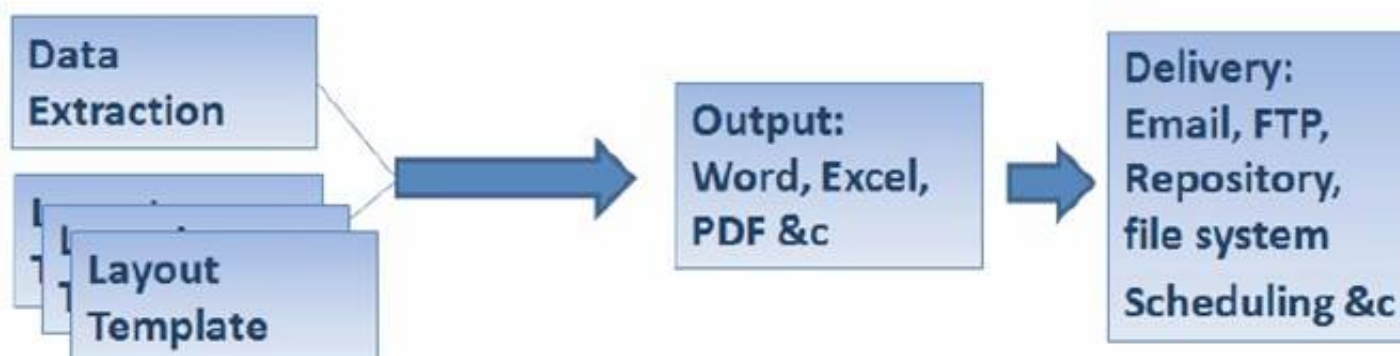 Data
Extraction
Layout
Template
Output:
Word, Excel,
PDF &c
Delivery:
Email, FTP,
Repository,
file system
Scheduling &c